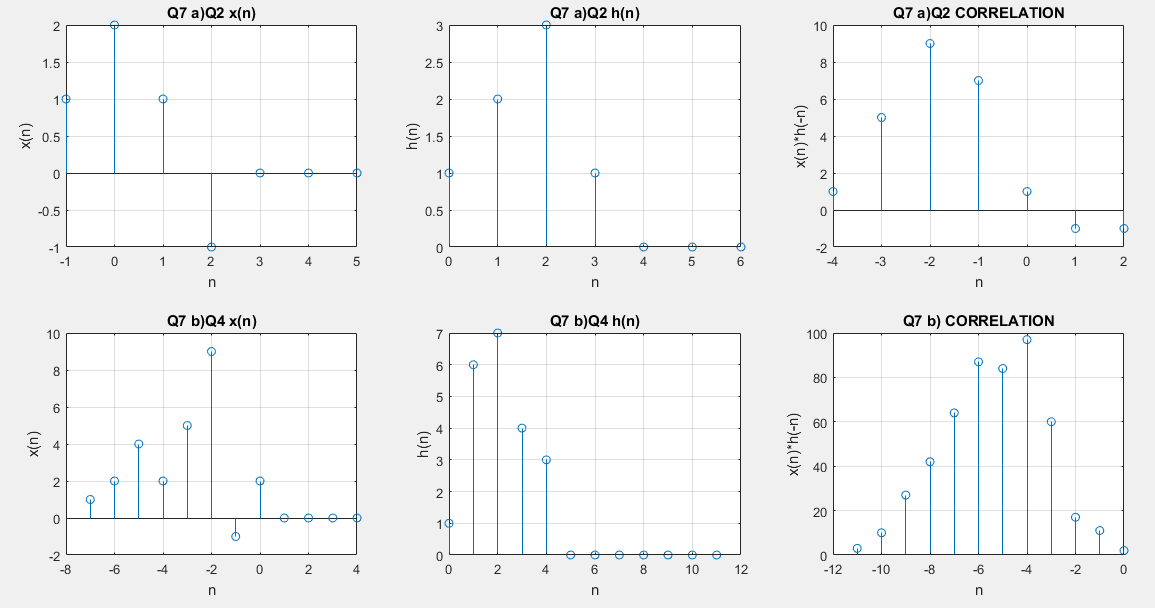 Q7 a)Q2 x(n)
2
1.5
1
0.5
0
-0.5
-1
x(n)
-1 0 1 2 3 4 5
n
Q7 a)Q2 h(n)
3
2.5
2
1.5
1
0.5
0
h(n)
0 1 2 3 4 5 6
n
Q7 a)Q2 CORRELATION
10
8
6
4
2
0
-2
x(n)*h(-n)
-4 -3 -2 -1 0 1 2
n
Q7 b)Q4 x(n)
10
8
6
4
2
0
-2
x(n)
-8 -6 -4 -2 0 2 4
n
Q7 b)Q4 h(n)
7
6
5
4
3
2
1
0
h(n)
0 2 4 6 8 10 12
n
Q7 b) CORRELATION
100
80
60
40
20
0
x(n)*h(-n)
-12 -10 -8 -6 -4 -2 0
n